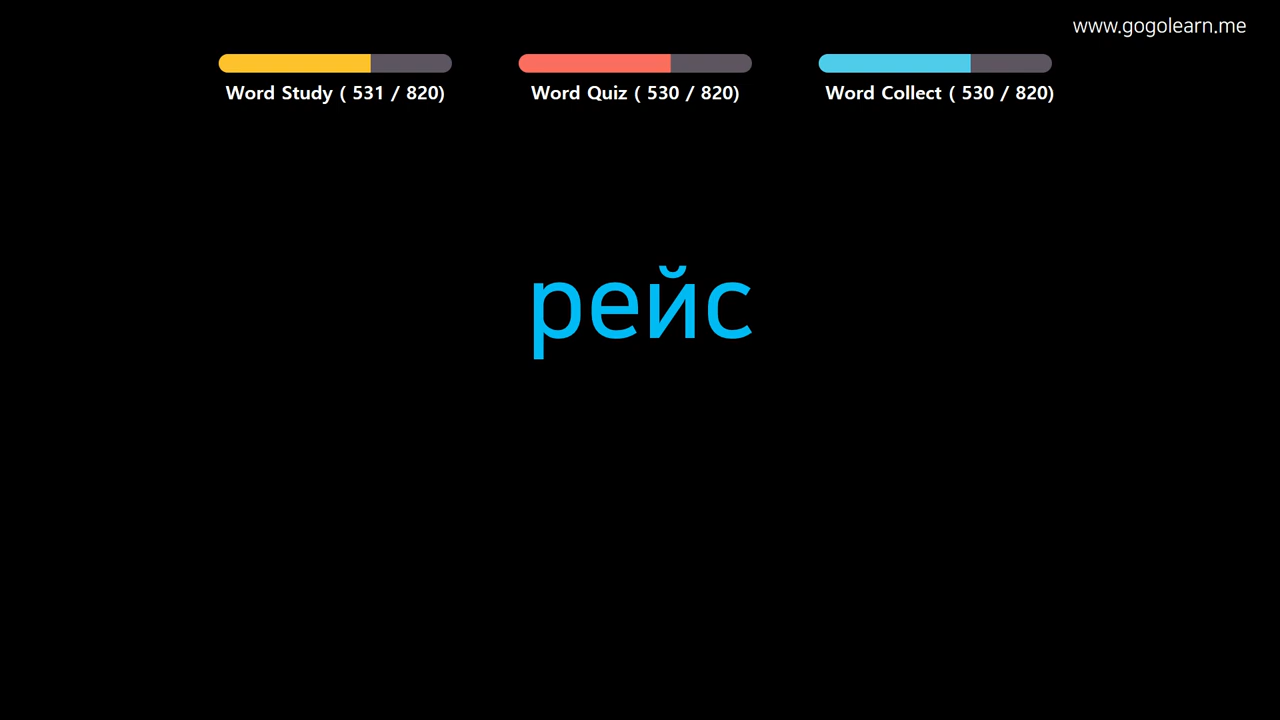 www.gogolearn.me
Word Study ( 531 / 820)
Word Quiz ( 530 / 820)
Word Collect ( 530 / 820)
рейс